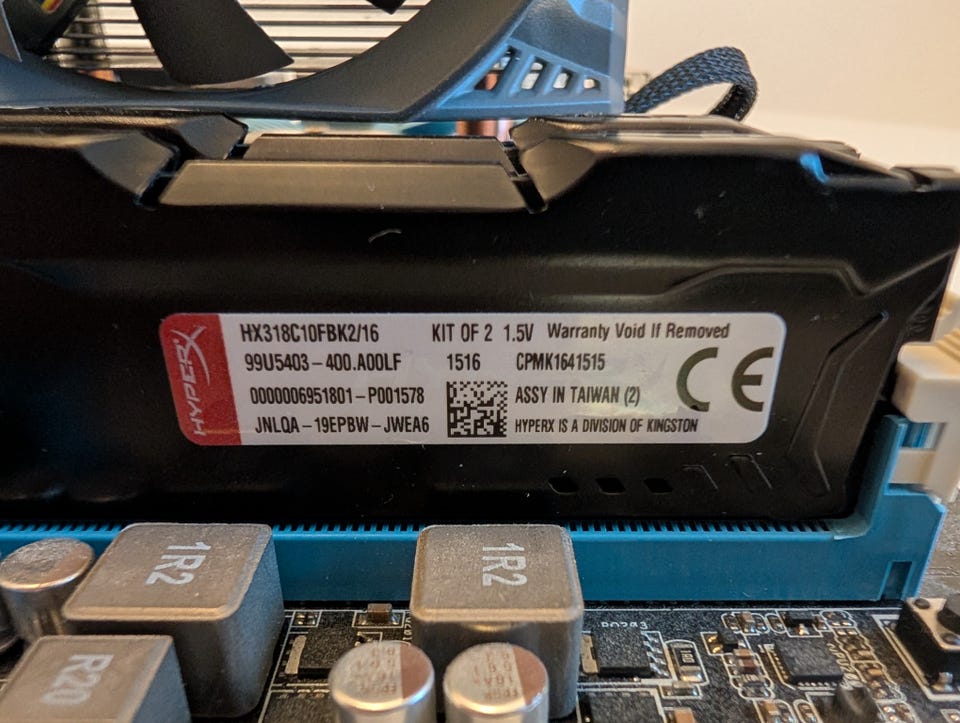 HYPERX
HX318C10FBK2/16 KIT OF 2 1.5V Warranty Void If Removed
99U5403-400.A00LF 1516 CPMK1641515
0000006951801-P001578 ASSY IN TAIWAN (2)
JNLQA-19EPBW-JWEA6 HYPERX IS A DIVISION OF KINGSTON
CE
1R2
1R2
R20